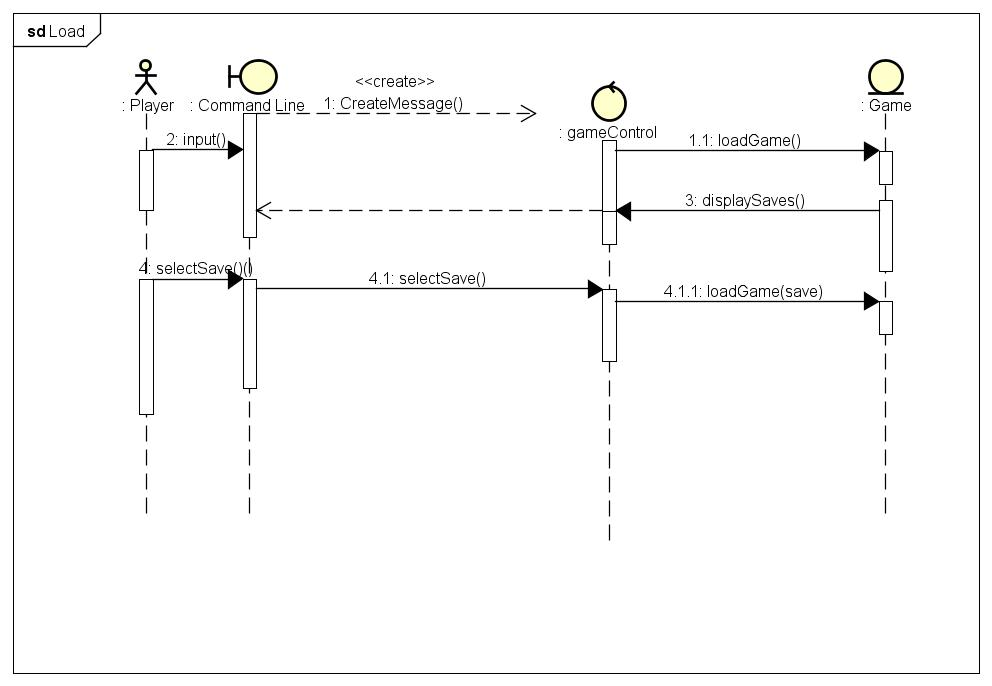 sd Load
<<create>>
: Player
: Command Line
1: CreateMessage()
: Game
: gameControl
2: input()
1.1: loadGame()
3: displaySaves()
4: selectSave()()
4.1: selectSave()
4.1.1: loadGame(save)